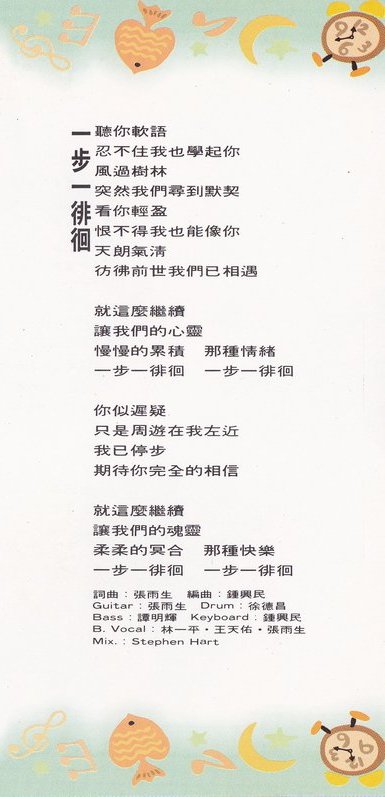 一步一徘徊
聽你軟語
忍不住我也學起你
風過樹林
突然我們尋到默契
看你輕盈
恨不得我也能像你
天朗氣清
彷彿前世我們已相遇
就這麼繼續
讓我們的心靈
慢慢的累積　那種情緒
一步一徘徊　一步一徘徊
你似遲疑
只是周遊在我左近
我已停步
期待你完全的相信
就這麼繼續
讓我們的魂靈
柔柔的冥合　那種快樂
一步一徘徊　一步一徘徊
詞曲：張雨生　編曲：鍾興民
Guitar：張雨生　Drum：徐德昌
Bass：譚明輝　Keyboard：鍾興民
B. Vocal：林一平・王天佑・張雨生
Mix.：Stephen Hart